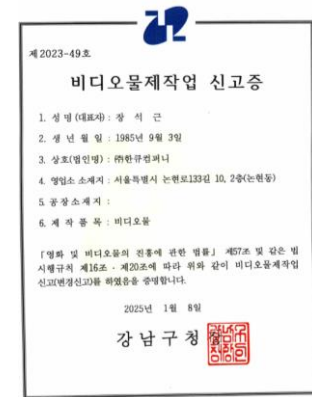 제 2023-49호
비디오물제작업 신고증
1. 성 명 (대표자) : 장 석 근
2. 생 년 월 일 : 1985년 9월 3일
3. 상호(법인명) : ㈜한큐컴퍼니
4. 영업소 소재지 : 서울특별시 논현로133길 10, 2층(논현동)
5. 공장소재지 :
6. 제 작 품 목 : 비디오물
「영화 및 비디오물의 진흥에 관한 법률」 제57조 및 같은 법
시행규칙 제16조ㆍ제20조에 따라 위와 같이 비디오물제작업
신고(변경신고)를 하였음을 증명합니다.
2025년 1월 8일
강 남 구 청 장